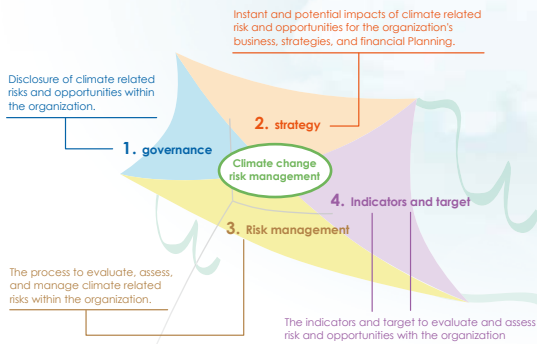 Instant and potential impacts of climate related
risk and opportunities for the organization's
business, strategies, and financial Planning.
Disclosure of climate related
risks and opportunities within
the organization.
2. strategy
1. governance
Climate change
risk management
4. Indicators and target
3. Risk management
The process to evaluate, assess,
and manage climate related
risks within the organization.
The indicators and target to evaluate and assess
risk and opportunities with the organization